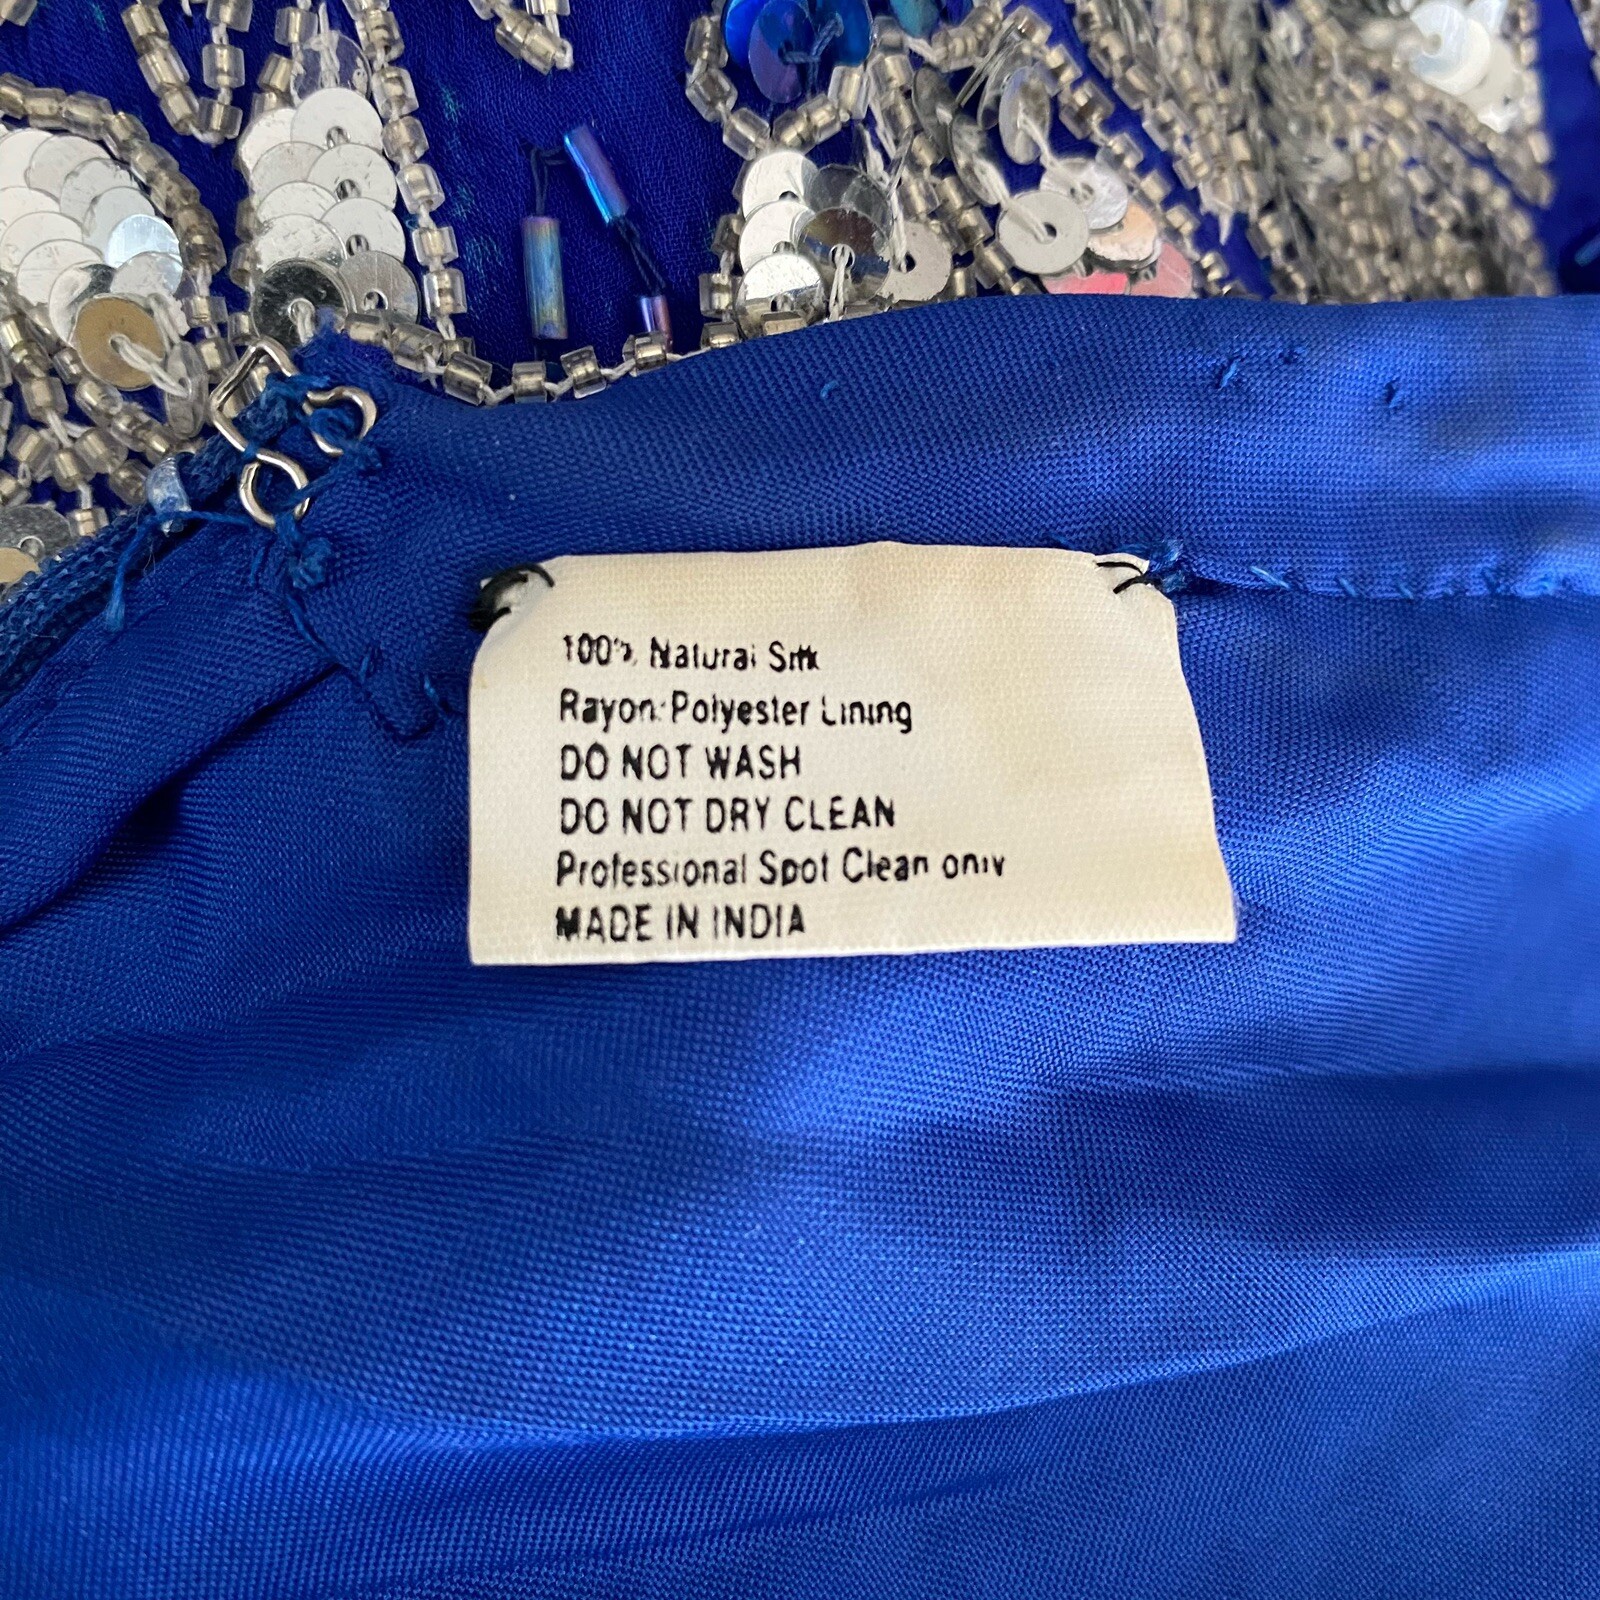 100% Natural Silk
Rayon/Polyester Lining
DO NOT WASH
DO NOT DRY CLEAN
Professional Spot Clean only
MADE IN INDIA